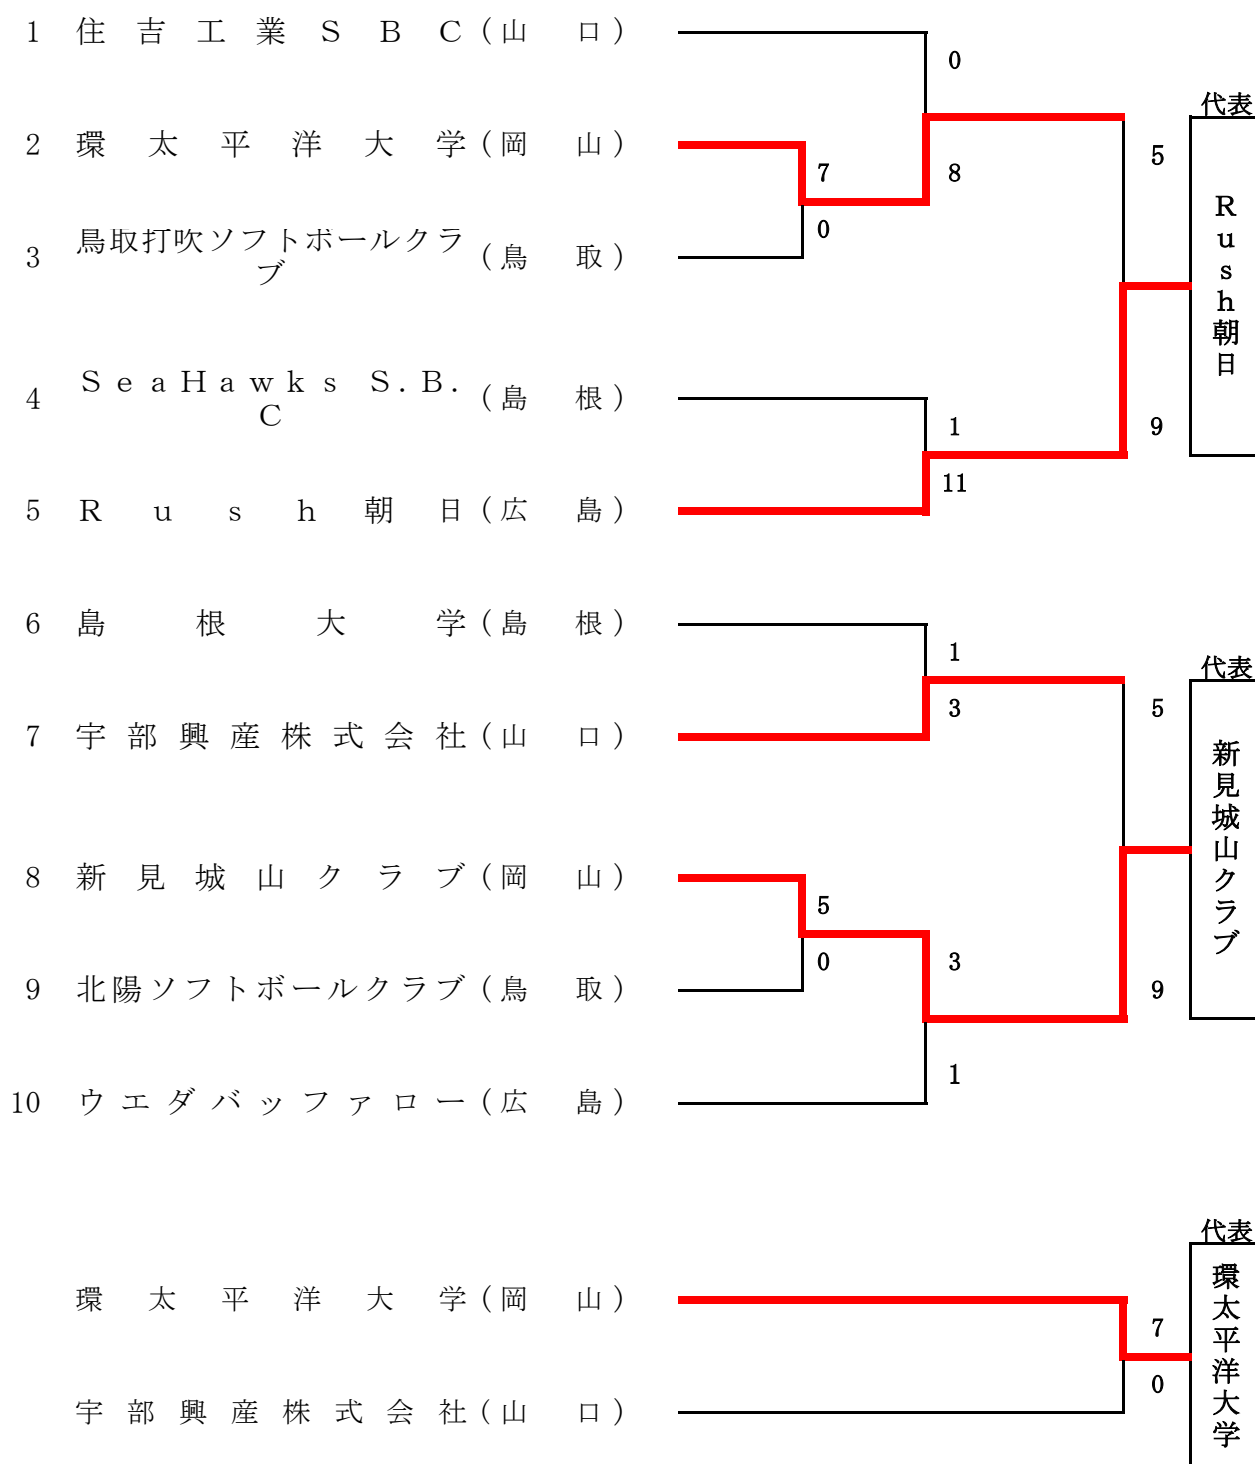 1 住吉工業SBC(山口)
0
代表
2 環太平洋大学(岡山)
7
8
5
0
3 鳥取打吹ソフトボールクラ
ブ
(鳥取)
Rush朝日
4 SeaHawks S.B.
C
(島根)
1
9
11
5 Rush朝日(広島)
6 島根大学(島根)
1
代表
3
5
7 宇部興産株式会社(山口)
新見城山クラブ
8 新見城山クラブ(岡山)
5
0
3
9
9 北陽ソフトボールクラブ(鳥取)
1
10 ウエダバッファロー(広島)
代表
環太平洋大学(岡山)
7
環太平洋大学
0
宇部興産株式会社(山口)